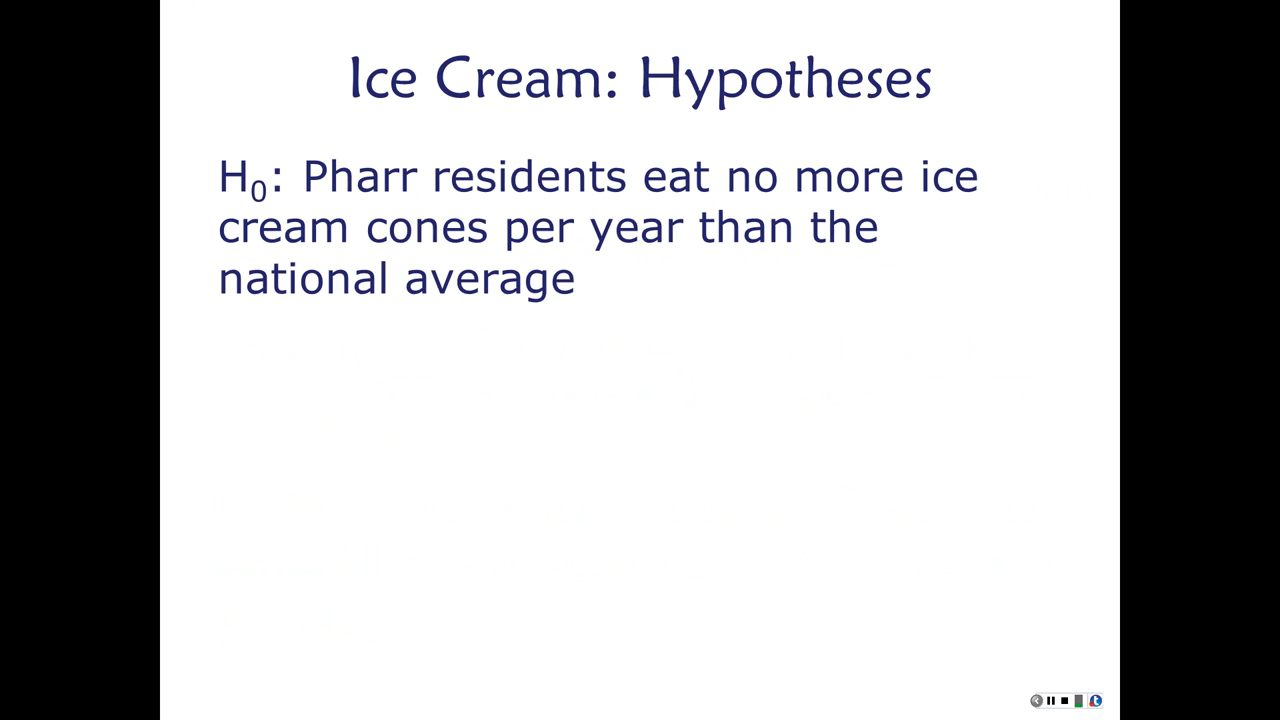 Ice Cream: Hypotheses
H₀: Pharr residents eat no more ice
cream cones per year than the
national average